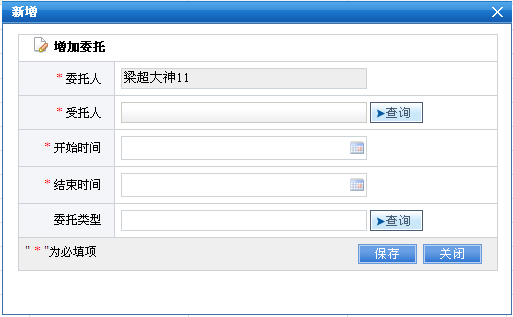 新增
增加委托
* 委托人 梁超大神11
* 受托人 查询
* 开始时间
* 结束时间
委托类型 查询
" * "为必填项 保存 关闭